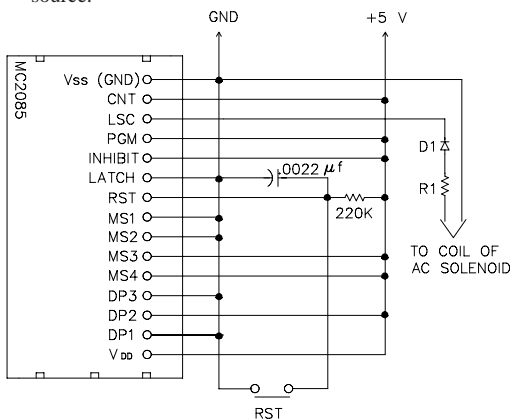 source.
GND
+5 V
MC2085
Vss (GND)
CNT
LSC
PGM
INHIBIT
LATCH
RST
MS1
MS2
MS3
MS4
DP3
DP2
DP1
VDD
.0022 µf
220K
D1
R1
TO COIL OF
AC SOLENOID
RST